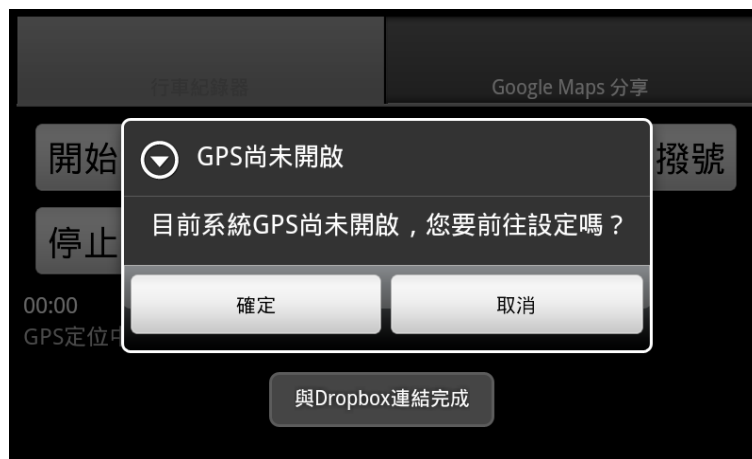 行車紀錄器
Google Maps 分享
開始
撥號
GPS尚未開啟
目前系統GPS尚未開啟，您要前往設定嗎？
停止
確定
取消
00:00
GPS定位中
與Dropbox連結完成